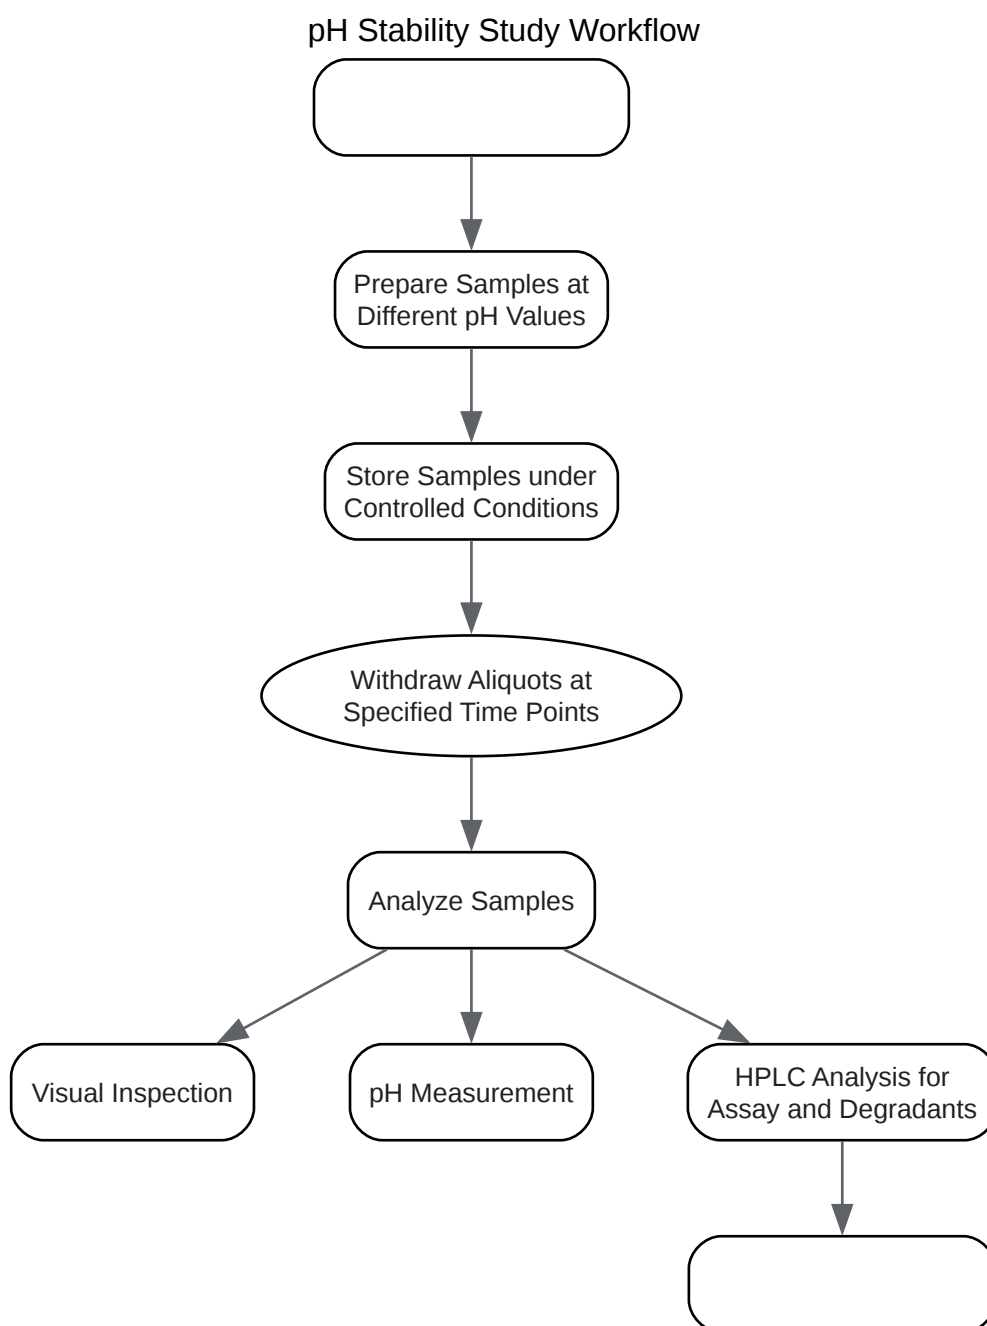 pH Stability Study Workflow
Prepare Samples at
Different pH Values
Store Samples under
Controlled Conditions
Withdraw Aliquots at
Specified Time Points
Analyze Samples
Visual Inspection
pH Measurement
HPLC Analysis for
Assay and Degradants